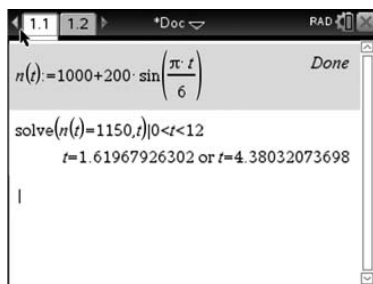 1.1 1.2 *Doc RAD
n(t):=1000+200·sin(π·t/6) Done
solve(n(t)=1150,t)|0<t<12
t=1.61967926302 or t=4.38032073698